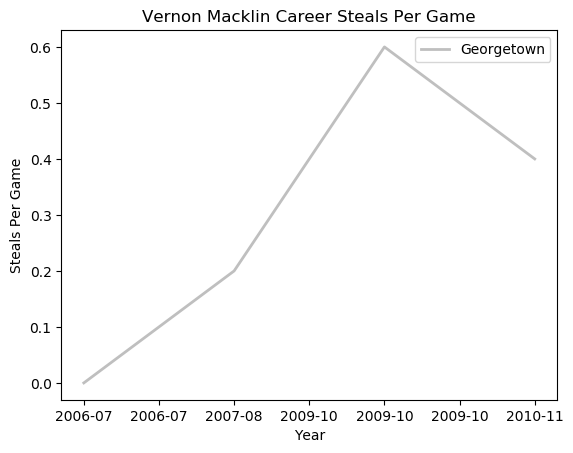 Vernon Macklin Career Steals Per Game
Georgetown
0.6
0.5
0.4
0.3
0.2
0.1
0.0
Steals Per Game
2006-07 2006-07 2007-08 2009-10 2009-10 2009-10 2010-11
Year